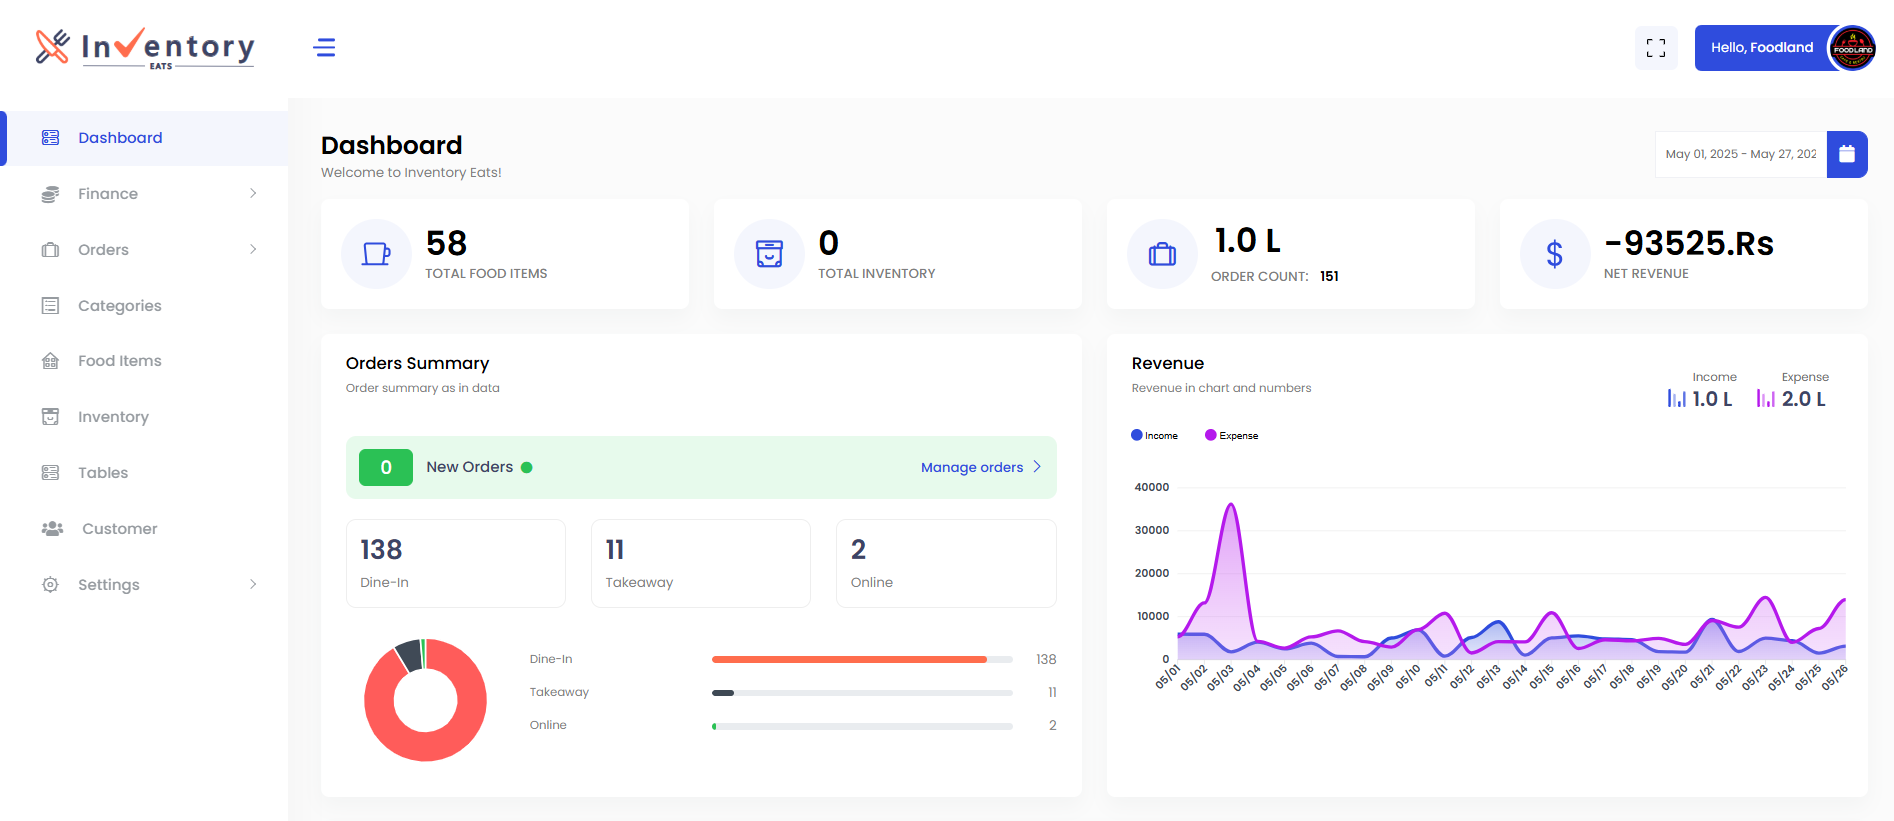 Inventory
EATS
Hello, Foodland
FOODLAND
Dashboard
Finance
Orders
Categories
Food Items
Inventory
Tables
Customer
Settings
Dashboard
Welcome to Inventory Eats!
May 01, 2025 - May 27, 202
58
TOTAL FOOD ITEMS
0
TOTAL INVENTORY
1.0 L
ORDER COUNT: 151
-93525.Rs
NET REVENUE
Orders Summary
Order summary as in data
0 New Orders
Manage orders
138
Dine-In
11
Takeaway
2
Online
Dine-In 138
Takeaway 11
Online 2
Revenue
Revenue in chart and numbers
Income
1.0 L
Expense
2.0 L
Income Expense
40000
30000
20000
10000
0
05/01 05/02 05/03 05/04 05/05 05/06 05/07 05/08 05/09 05/10 05/11 05/12 05/13 05/14 05/15 05/16 05/17 05/18 05/19 05/20 05/21 05/22 05/23 05/24 05/25 05/26